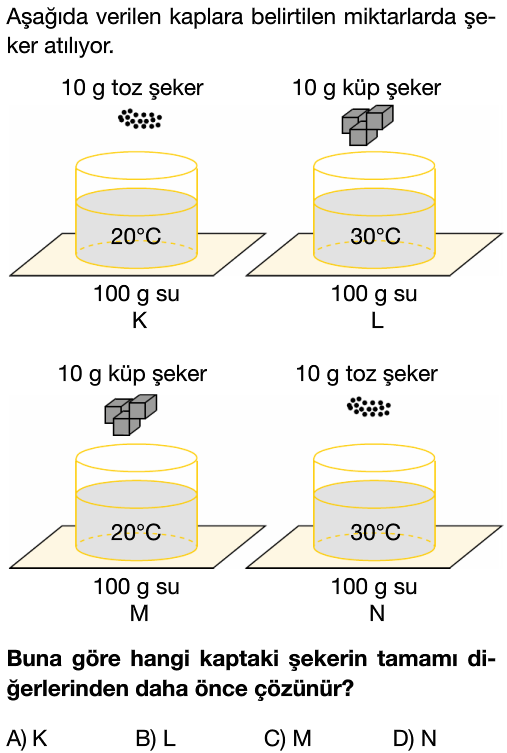 Aşağıda verilen kaplara belirtilen miktarlarda şe-
ker atılıyor.
10 g toz şeker
10 g küp şeker
20°C
30°C
100 g su
100 g su
K
L
10 g küp şeker
10 g toz şeker
20°C
30°C
100 g su
100 g su
M
N
Buna göre hangi kaptaki şekerin tamamı di-
ğerlerinden daha önce çözünür?
A) K B) L C) M D) N